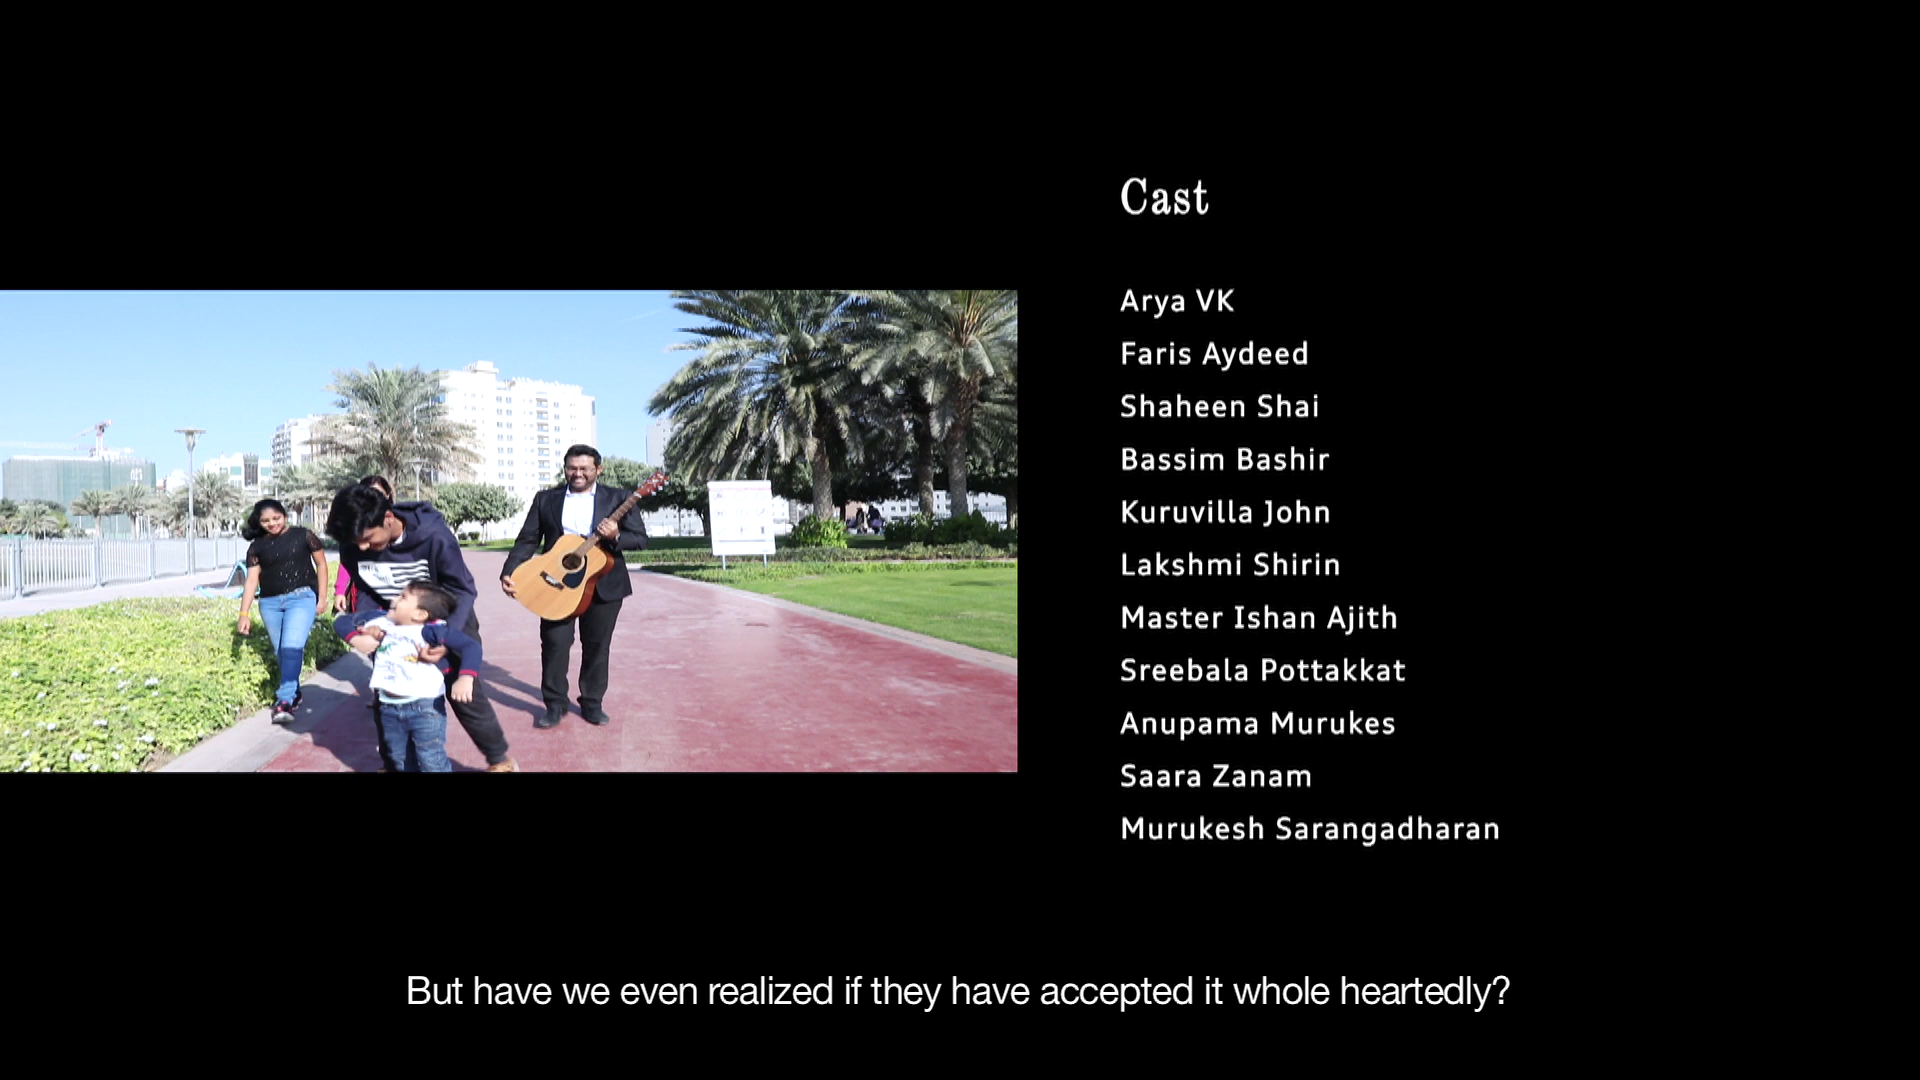 Cast
Arya VK
Faris Aydeed
Shaheen Shai
Bassim Bashir
Kuruvilla John
Lakshmi Shirin
Master Ishan Ajith
Sreebala Pottakkat
Anupama Murukes
Saara Zanam
Murukesh Sarangadharan
But have we even realized if they have accepted it whole heartedly?